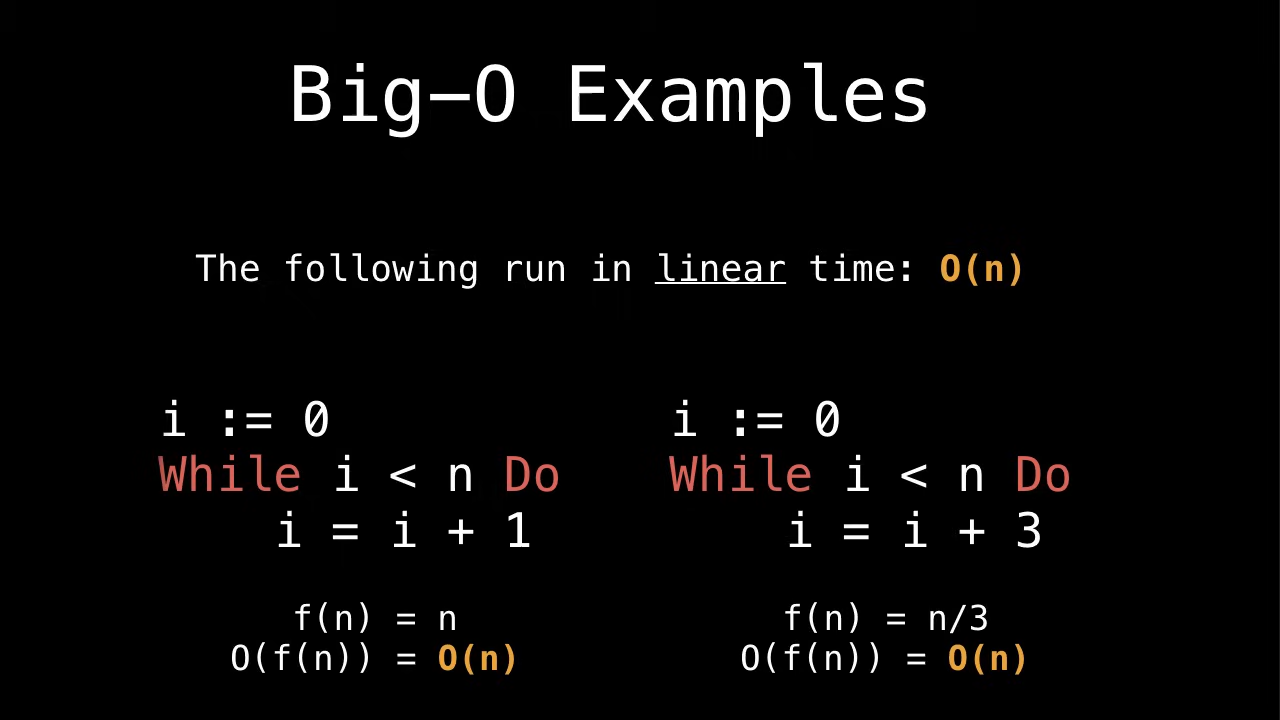 Big-O Examples
The following run in linear time: O(n)
i := 0
While i < n Do
i = i + 1
f(n) = n
O(f(n)) = O(n)
i := 0
While i < n Do
i = i + 3
f(n) = n/3
O(f(n)) = O(n)